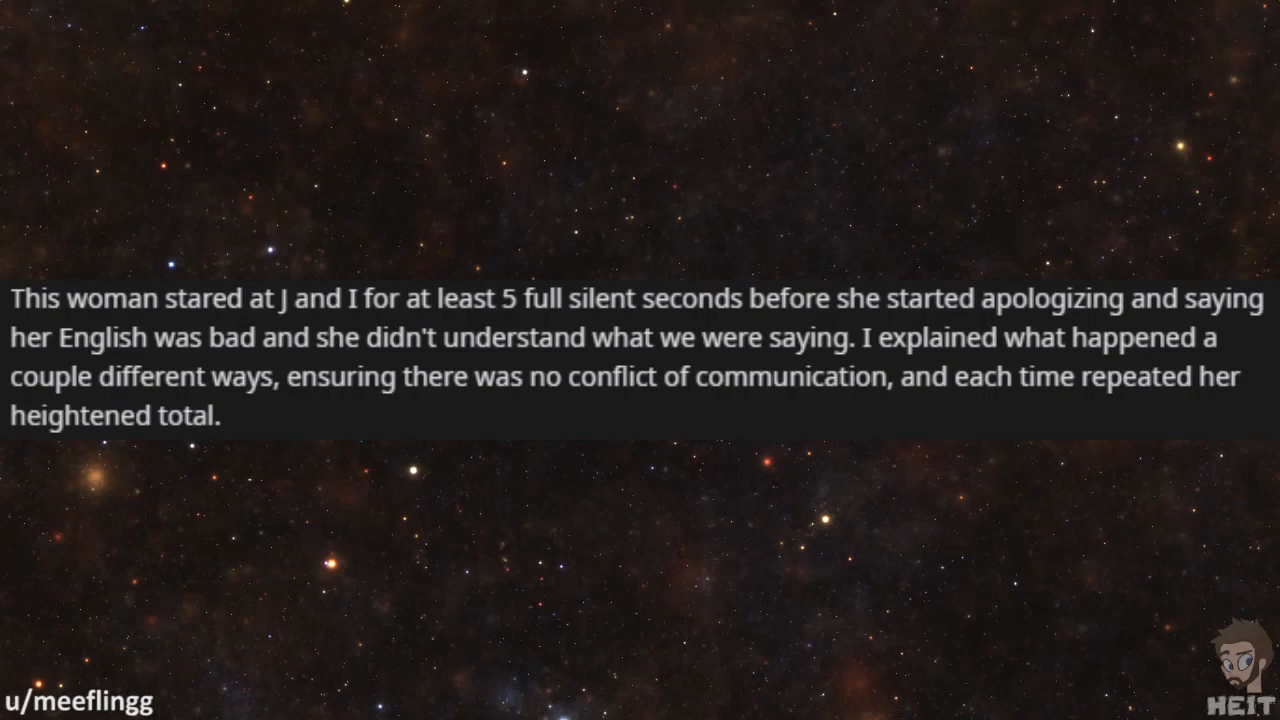 This woman stared at J and I for at least 5 full silent seconds before she started apologizing and saying
her English was bad and she didn't understand what we were saying. I explained what happened a
couple different ways, ensuring there was no conflict of communication, and each time repeated her
heightened total.
u/meeflingg
HEIT